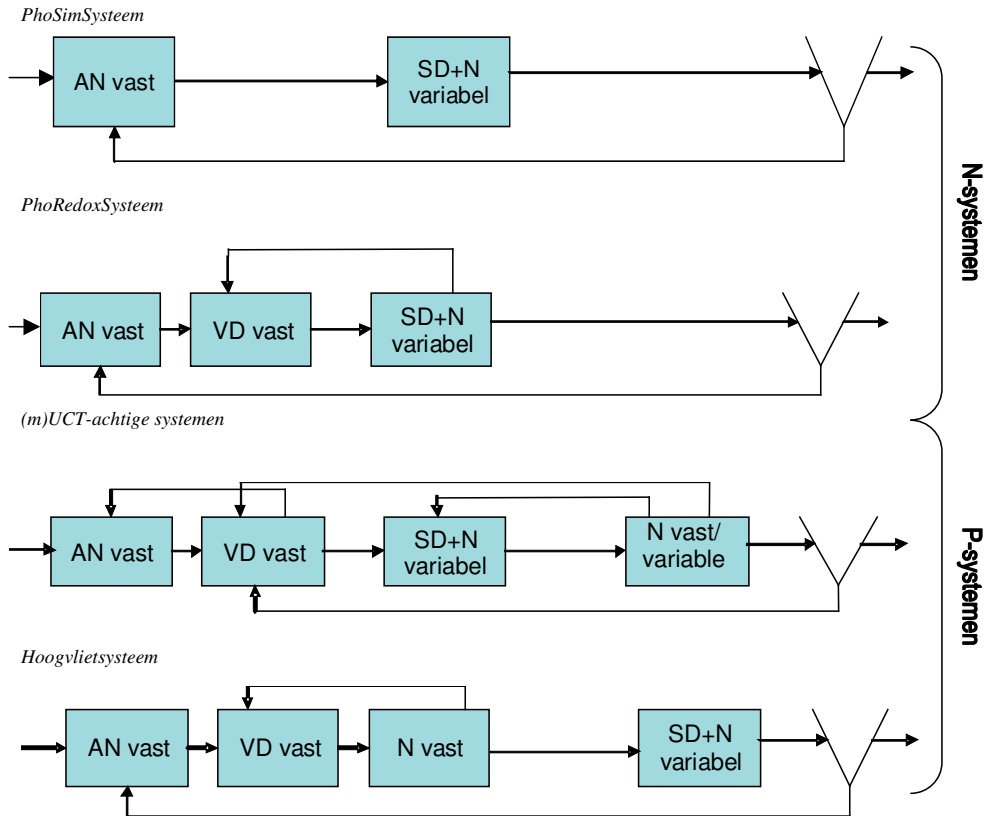 PhoSimSysteem
AN vast
SD+N
variabel
PhoRedoxSysteem
AN vast
VD vast
SD+N
variabel
N-systemen
(m)UCT-achtige systemen
AN vast
VD vast
SD+N
variabel
N vast/
variable
Hoogvlietsysteem
AN vast
VD vast
N vast
SD+N
variabel
P-systemen